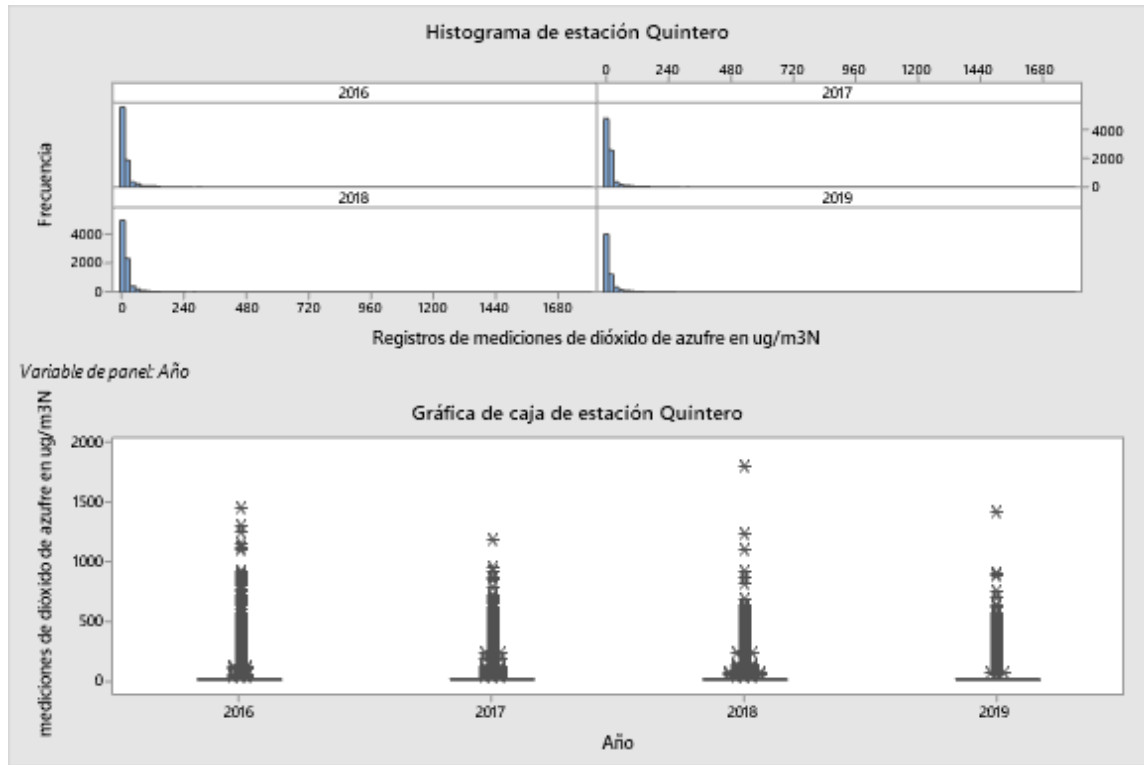 Histograma de estación Quintero
0 240 480 720 960 1200 1440 1680
2016 2017
4000
2000
0
2018 2019
4000
2000
0
0 240 480 720 960 1200 1440 1680
Frecuencia
Registros de mediciones de dióxido de azufre en ug/m3N
Variable de panel: Año
Gráfica de caja de estación Quintero
mediciones de dióxido de azufre en ug/m3N
2000
1500
1000
500
0
2016 2017 2018 2019
Año